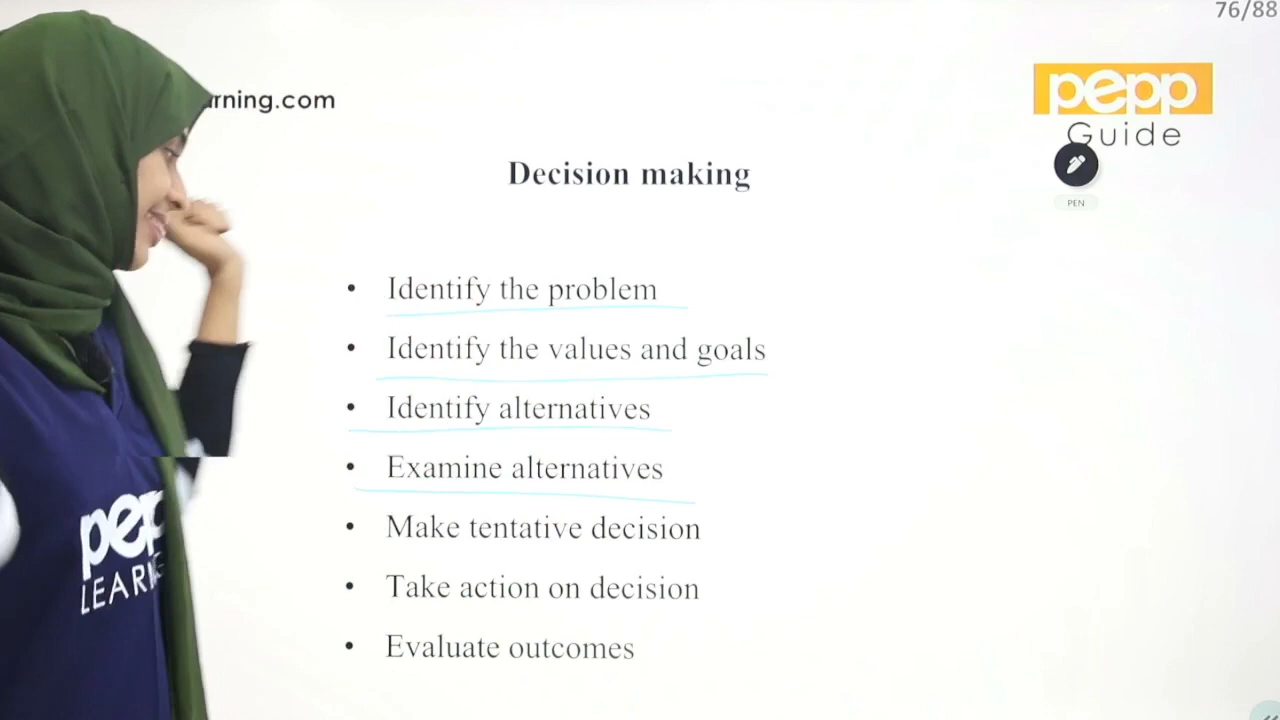 76/88
arning.com
pepp
Guide
PEN
Decision making
• Identify the problem
• Identify the values and goals
• Identify alternatives
• Examine alternatives
• Make tentative decision
• Take action on decision
• Evaluate outcomes
pep
LEARN